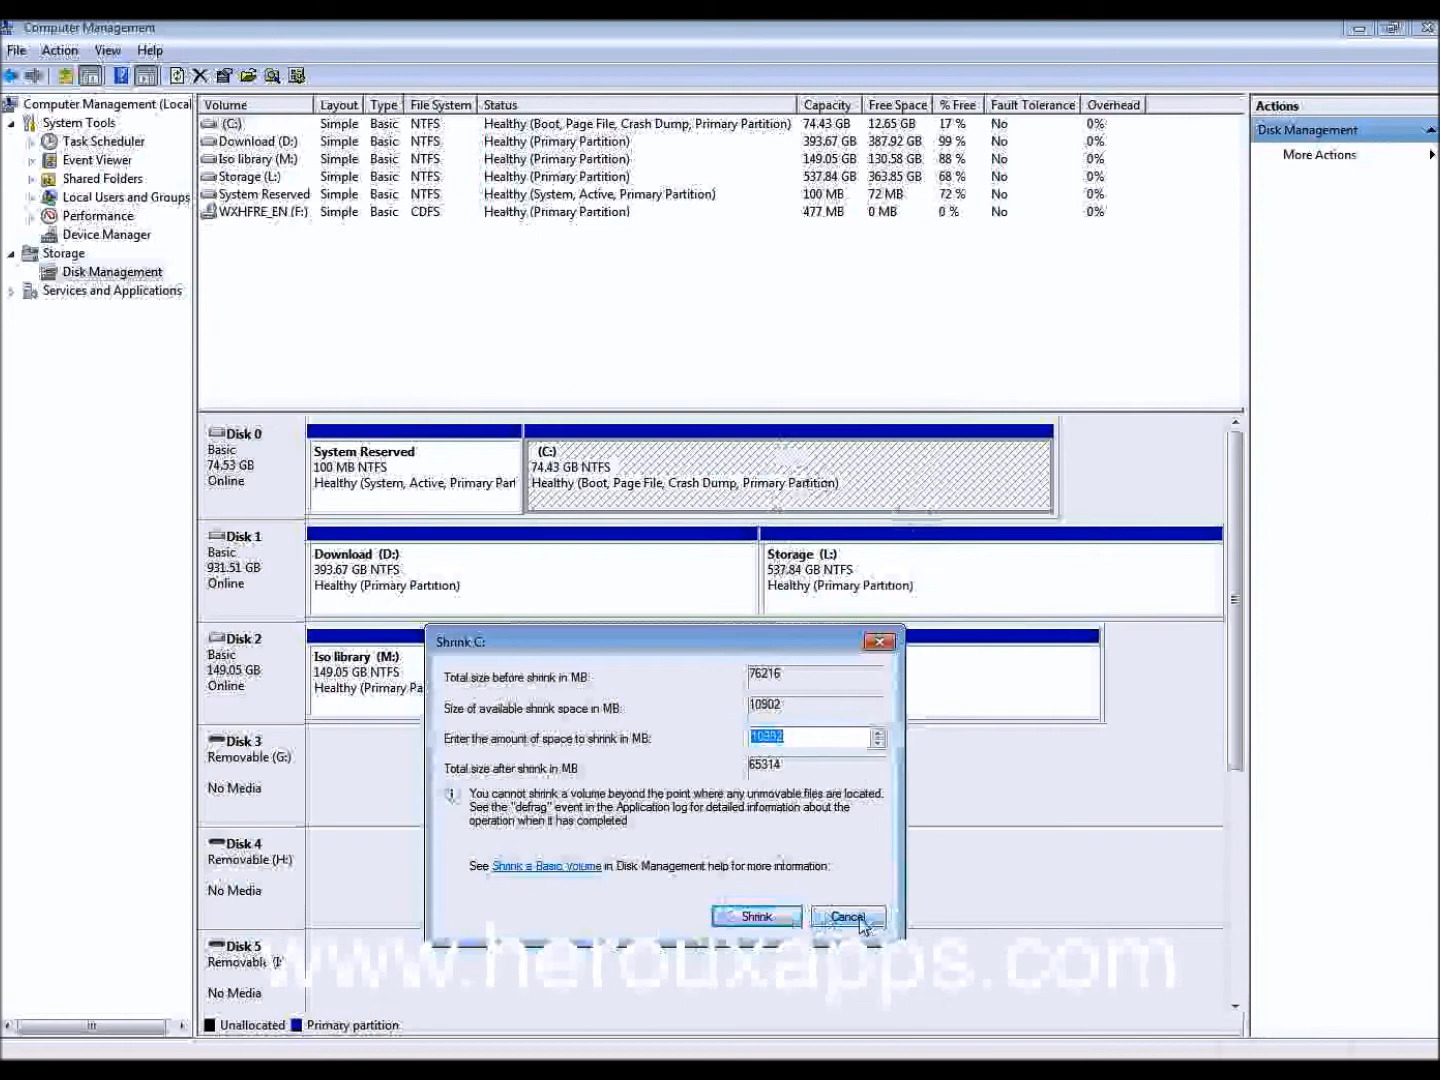 Computer Management
File Action View Help
Computer Management (Local
System Tools
Task Scheduler
Event Viewer
Shared Folders
Local Users and Groups
Performance
Device Manager
Storage
Disk Management
Services and Applications
Volume Layout Type File System Status Capacity Free Space % Free Fault Tolerance Overhead
(C:) Simple Basic NTFS Healthy (Boot, Page File, Crash Dump, Primary Partition) 74.43 GB 12.65 GB 17 % No 0%
Download (D:) Simple Basic NTFS Healthy (Primary Partition) 393.67 GB 387.92 GB 99 % No 0%
Iso library (M:) Simple Basic NTFS Healthy (Primary Partition) 149.05 GB 130.58 GB 88 % No 0%
Storage (L:) Simple Basic NTFS Healthy (Primary Partition) 537.84 GB 363.85 GB 68 % No 0%
System Reserved Simple Basic NTFS Healthy (System, Active, Primary Partition) 100 MB 72 MB 72 % No 0%
WXHFRE_EN (F:) Simple Basic CDFS Healthy (Primary Partition) 477 MB 0 MB 0 % No 0%
Actions
Disk Management
More Actions
Disk 0
Basic
74.53 GB
Online
System Reserved
100 MB NTFS
Healthy (System, Active, Primary Part
(C:)
74.43 GB NTFS
Healthy (Boot, Page File, Crash Dump, Primary Partition)
Disk 1
Basic
931.51 GB
Online
Download (D:)
393.67 GB NTFS
Healthy (Primary Partition)
Storage (L:)
537.84 GB NTFS
Healthy (Primary Partition)
Disk 2
Basic
149.05 GB
Online
Iso library (M:)
149.05 GB NTFS
Healthy (Primary Pa
Disk 3
Removable (G:)
No Media
Disk 4
Removable (H:)
No Media
Disk 5
Removable (I:
No Media
Unallocated Primary partition
Shrink C:
Total size before shrink in MB: 76216
Size of available shrink space in MB: 10902
Enter the amount of space to shrink in MB: 10902
Total size after shrink in MB 65314
You cannot shrink a volume beyond the point where any unmovable files are located.
See the "defrag" event in the Application log for detailed information about the
operation when it has completed
See Shrink a Basic Volume in Disk Management help for more information
Shrink Cancel
www.herouxapps.com